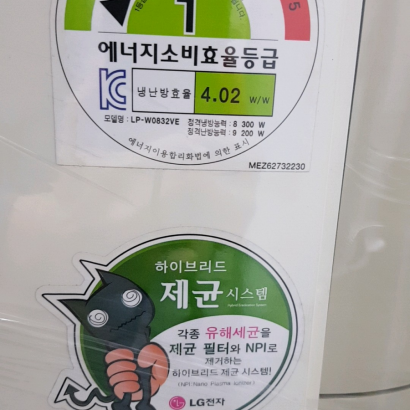 1
5
에너지소비효율등급
냉난방효율 4.02 W/W
모델명 : LP-W0832VE
정격냉방능력 : 8 300 W
정격난방능력 : 9 200 W
에너지이용합리화법에 의한 표시
MEZ62732230
하이브리드
제균 시스템
각종 유해세균을
제균 필터와 NPI로
제거하는
하이브리드 제균 시스템!
LG전자